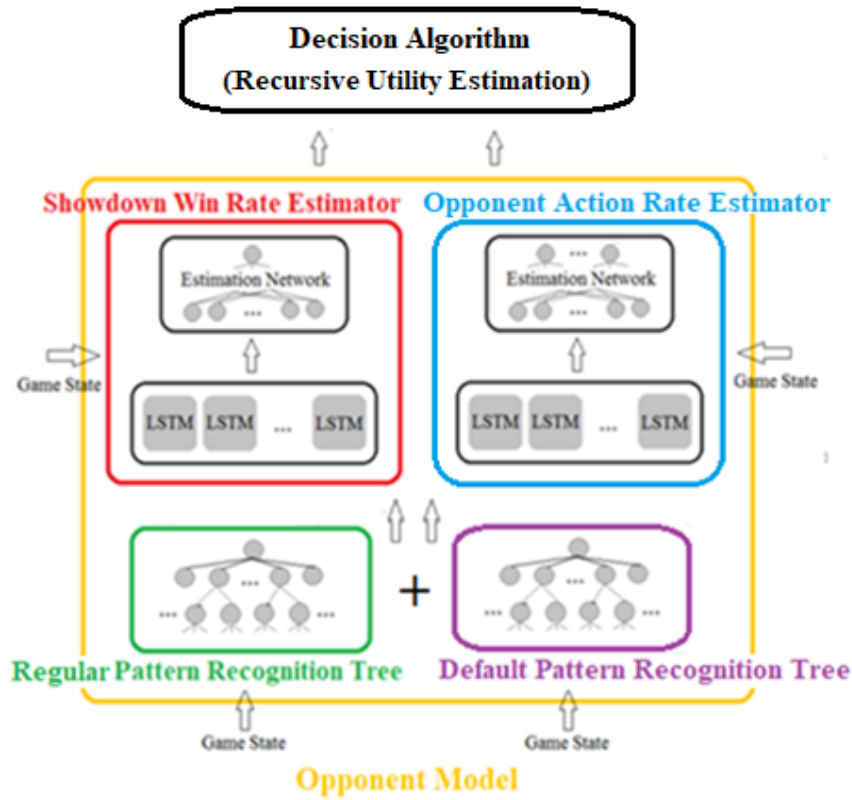 Decision Algorithm
(Recursive Utility Estimation)
Showdown Win Rate Estimator
Opponent Action Rate Estimator
Estimation Network
...
Estimation Network
...
...
Game State
Game State
LSTM LSTM ... LSTM
LSTM LSTM ... LSTM
...
... ...
+
...
... ...
Regular Pattern Recognition Tree
Default Pattern Recognition Tree
Game State
Game State
Opponent Model